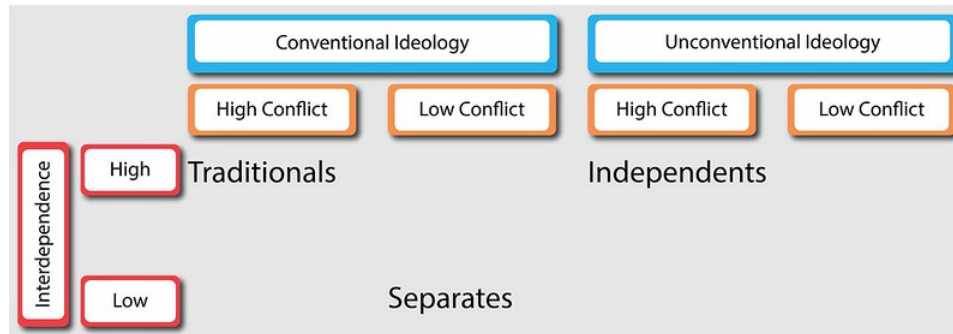 Conventional Ideology
Unconventional Ideology
High Conflict
Low Conflict
High Conflict
Low Conflict
Interdependence
High
Traditionals
Independents
Low
Separates